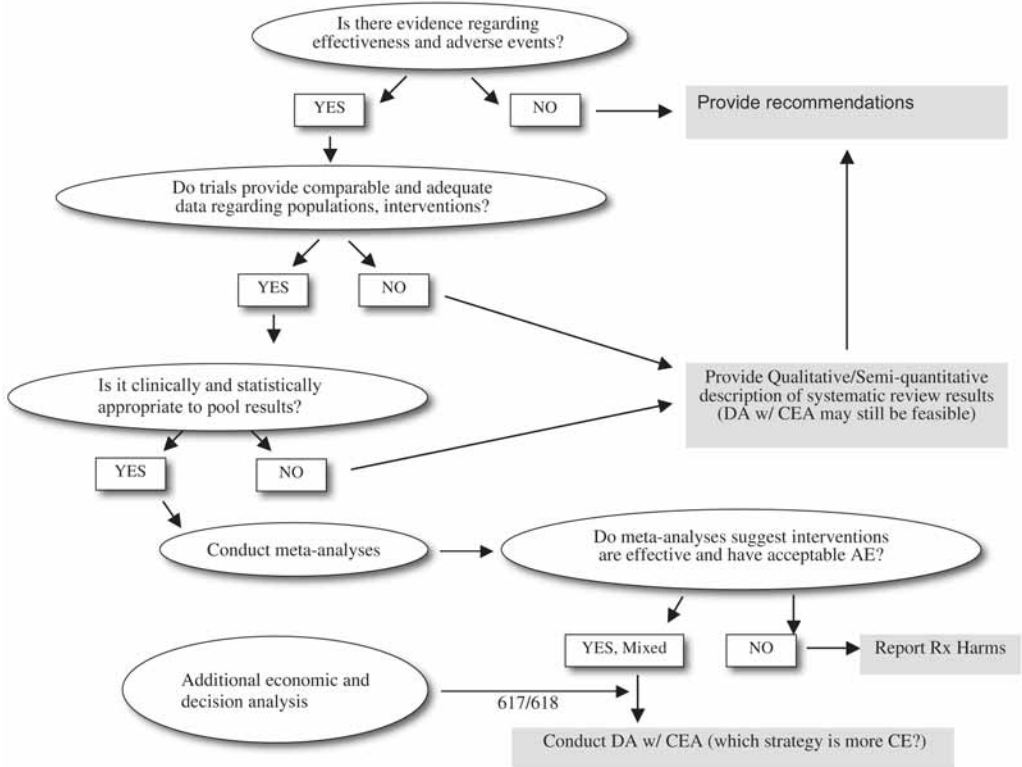 Is there evidence regarding
effectiveness and adverse events?
YES
NO
Provide recommendations
Do trials provide comparable and adequate
data regarding populations, interventions?
YES
NO
Is it clinically and statistically
appropriate to pool results?
Provide Qualitative/Semi-quantitative
description of systematic review results
(DA w/ CEA may still be feasible)
YES
NO
Conduct meta-analyses
Do meta-analyses suggest interventions
are effective and have acceptable AE?
YES, Mixed
NO
Report Rx Harms
Additional economic and
decision analysis
617/618
Conduct DA w/ CEA (which strategy is more CE?)